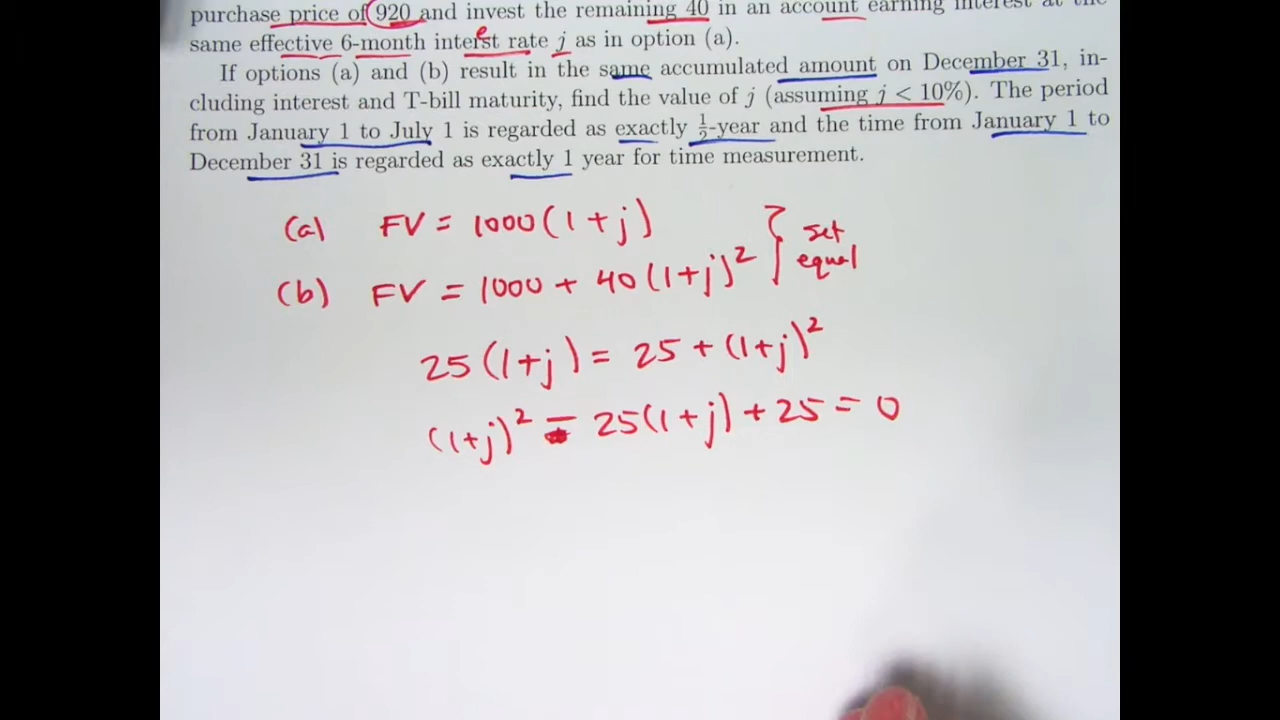 purchase price of 920 and invest the remaining 40 in an account earning interest at the
same effective 6-month interest rate j as in option (a).
If options (a) and (b) result in the same accumulated amount on December 31, in-
cluding interest and T-bill maturity, find the value of j (assuming j < 10%). The period
from January 1 to July 1 is regarded as exactly ½-year and the time from January 1 to
December 31 is regarded as exactly 1 year for time measurement.
(a) FV = 1000(1+j)
set
(b) FV = 1000 + 40(1+j)²
equal
25(1+j) = 25 + (1+j)²
(1+j)² − 25(1+j) + 25 = 0